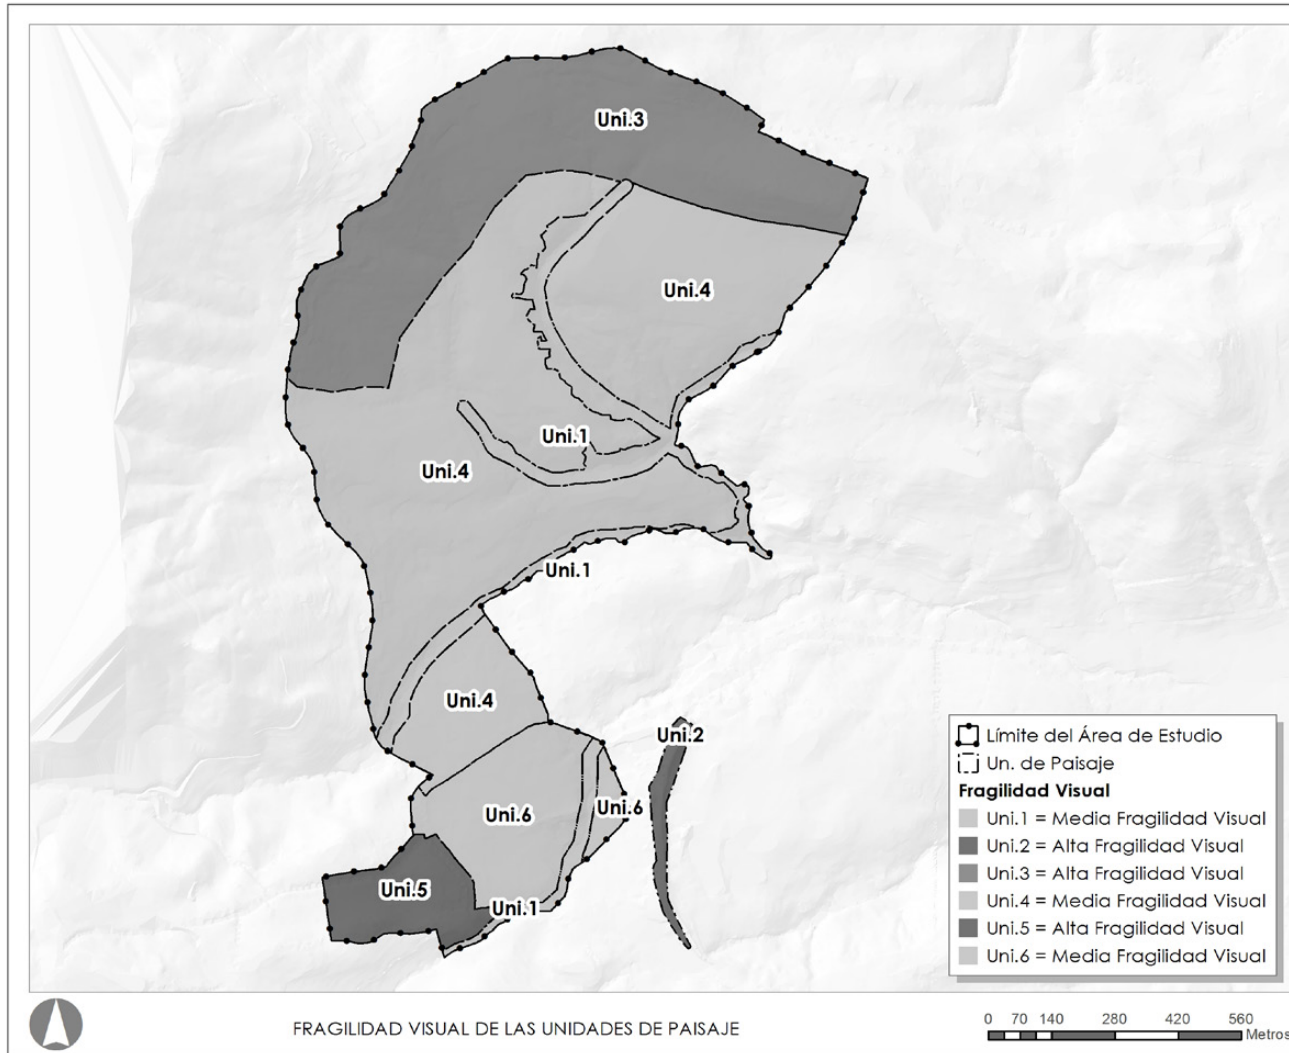 Uni.3
Uni.4
Uni.1
Uni.4
Uni.1
Uni.4
Uni.2
Uni.6
Uni.6
Uni.5
Uni.1
Límite del Área de Estudio
Un. de Paisaje
Fragilidad Visual
Uni.1 = Media Fragilidad Visual
Uni.2 = Alta Fragilidad Visual
Uni.3 = Alta Fragilidad Visual
Uni.4 = Media Fragilidad Visual
Uni.5 = Alta Fragilidad Visual
Uni.6 = Media Fragilidad Visual
FRAGILIDAD VISUAL DE LAS UNIDADES DE PAISAJE
0 70 140 280 420 560
Metros